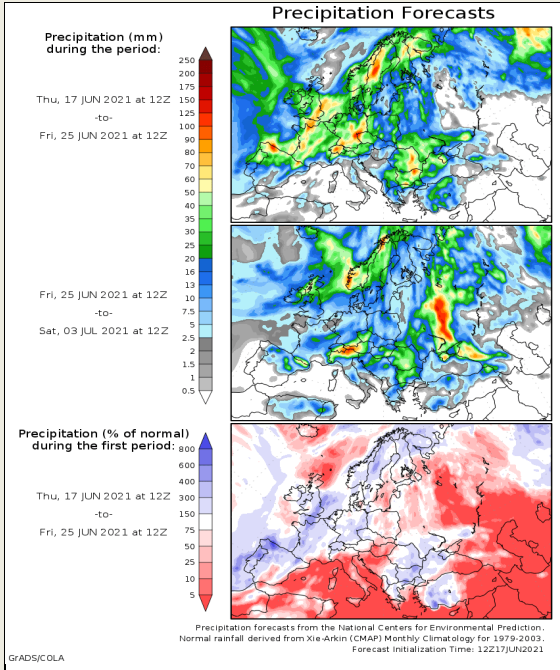 Precipitation Forecasts
Precipitation (mm)
during the period:
Thu, 17 JUN 2021 at 12Z
-to-
Fri, 25 JUN 2021 at 12Z
250
200
175
150
125
100
90
80
70
60
50
40
35
30
25
20
16
13
10
7.5
5
2.5
2
1.5
1
0.5
Fri, 25 JUN 2021 at 12Z
-to-
Sat, 03 JUL 2021 at 12Z
Precipitation (% of normal)
during the first period:
Thu, 17 JUN 2021 at 12Z
-to-
Fri, 25 JUN 2021 at 12Z
800
600
400
300
150
75
50
25
10
5
Precipitation forecasts from the National Centers for Environmental Prediction.
Normal rainfall derived from Xie-Arkin (CMAP) Monthly Climatology for 1979-2003.
Forecast Initialization Time: 12Z17JUN2021
GrADS/COLA